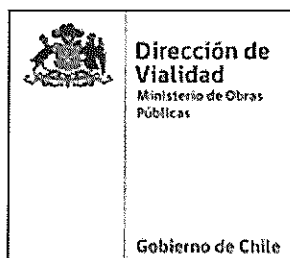 Dirección de
Vialidad
Ministerio de Obras
Públicas
Gobierno de Chile